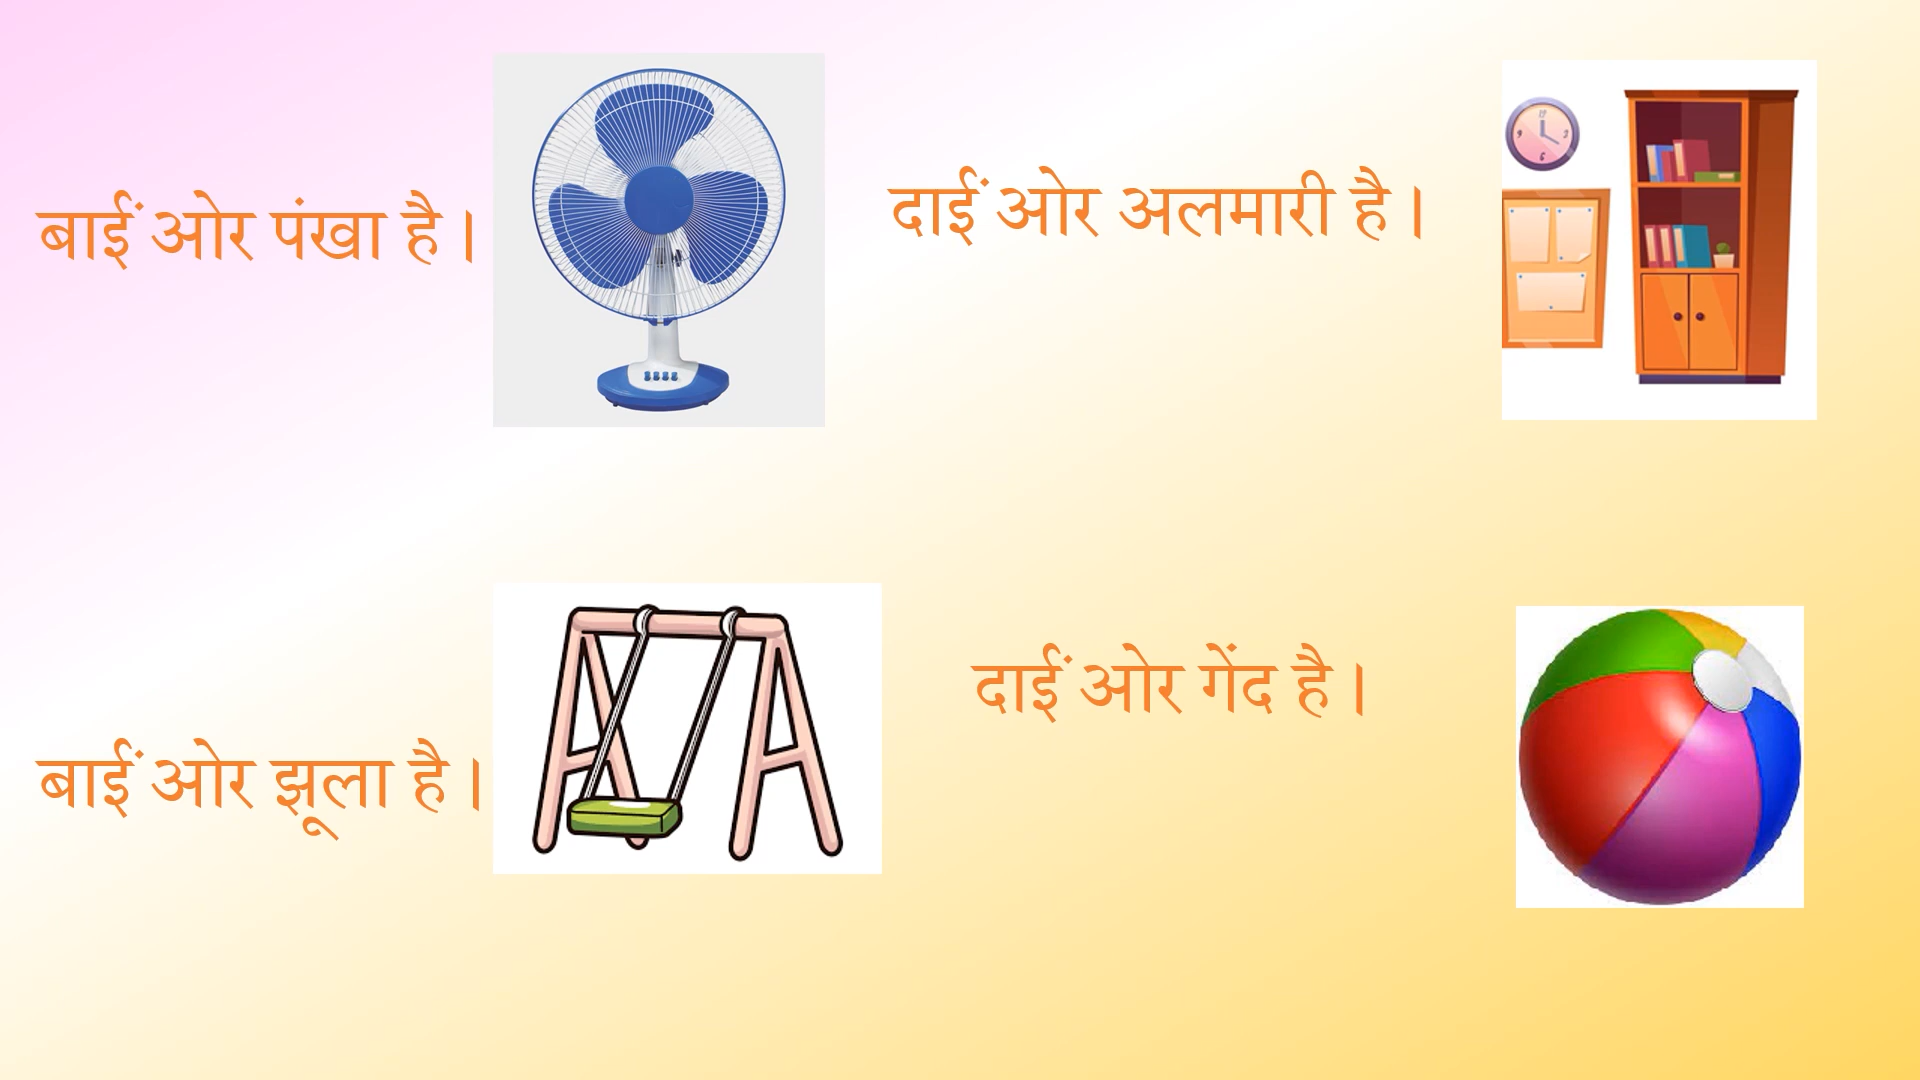 बाईं ओर पंखा है।
दाईं ओर अलमारी है।
बाईं ओर झूला है।
दाईं ओर गेंद है।